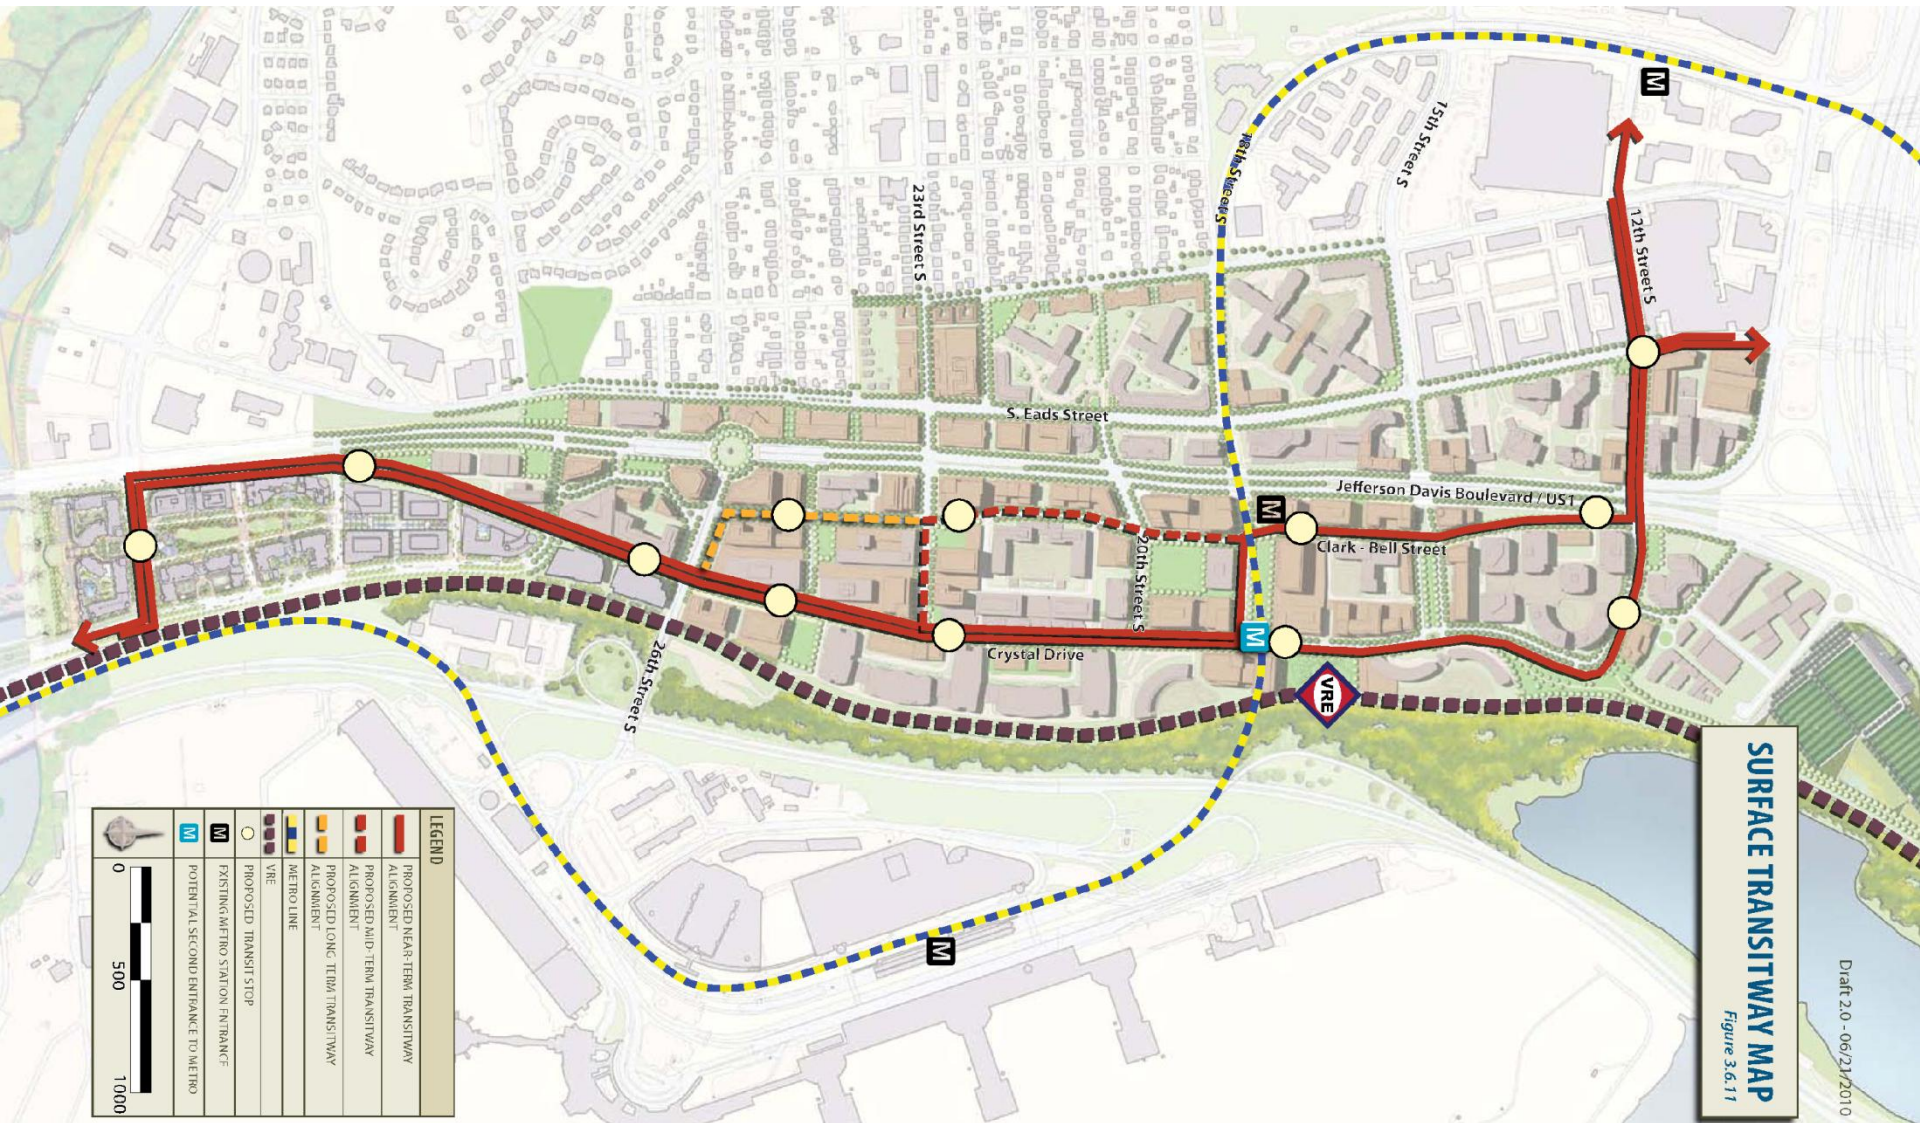 SURFACE TRANSITWAY MAP
Figure 3.6.11
Draft 2.0 - 06/21/2010
15th Street S
18th Street S
12th Street S
23rd Street S
S. Eads Street
Jefferson Davis Boulevard / US1
Clark - Bell Street
20th Street S
Crystal Drive
26th Street S
M
M
M
M
VRE
LEGEND
PROPOSED NEAR-TERM TRANSITWAY
ALIGNMENT
PROPOSED MID-TERM TRANSITWAY
ALIGNMENT
PROPOSED LONG TERM TRANSITWAY
ALIGNMENT
METRO LINE
VRE
PROPOSED TRANSIT STOP
M EXISTING METRO STATION ENTRANCE
M POTENTIAL SECOND ENTRANCE TO METRO
0 500 1000